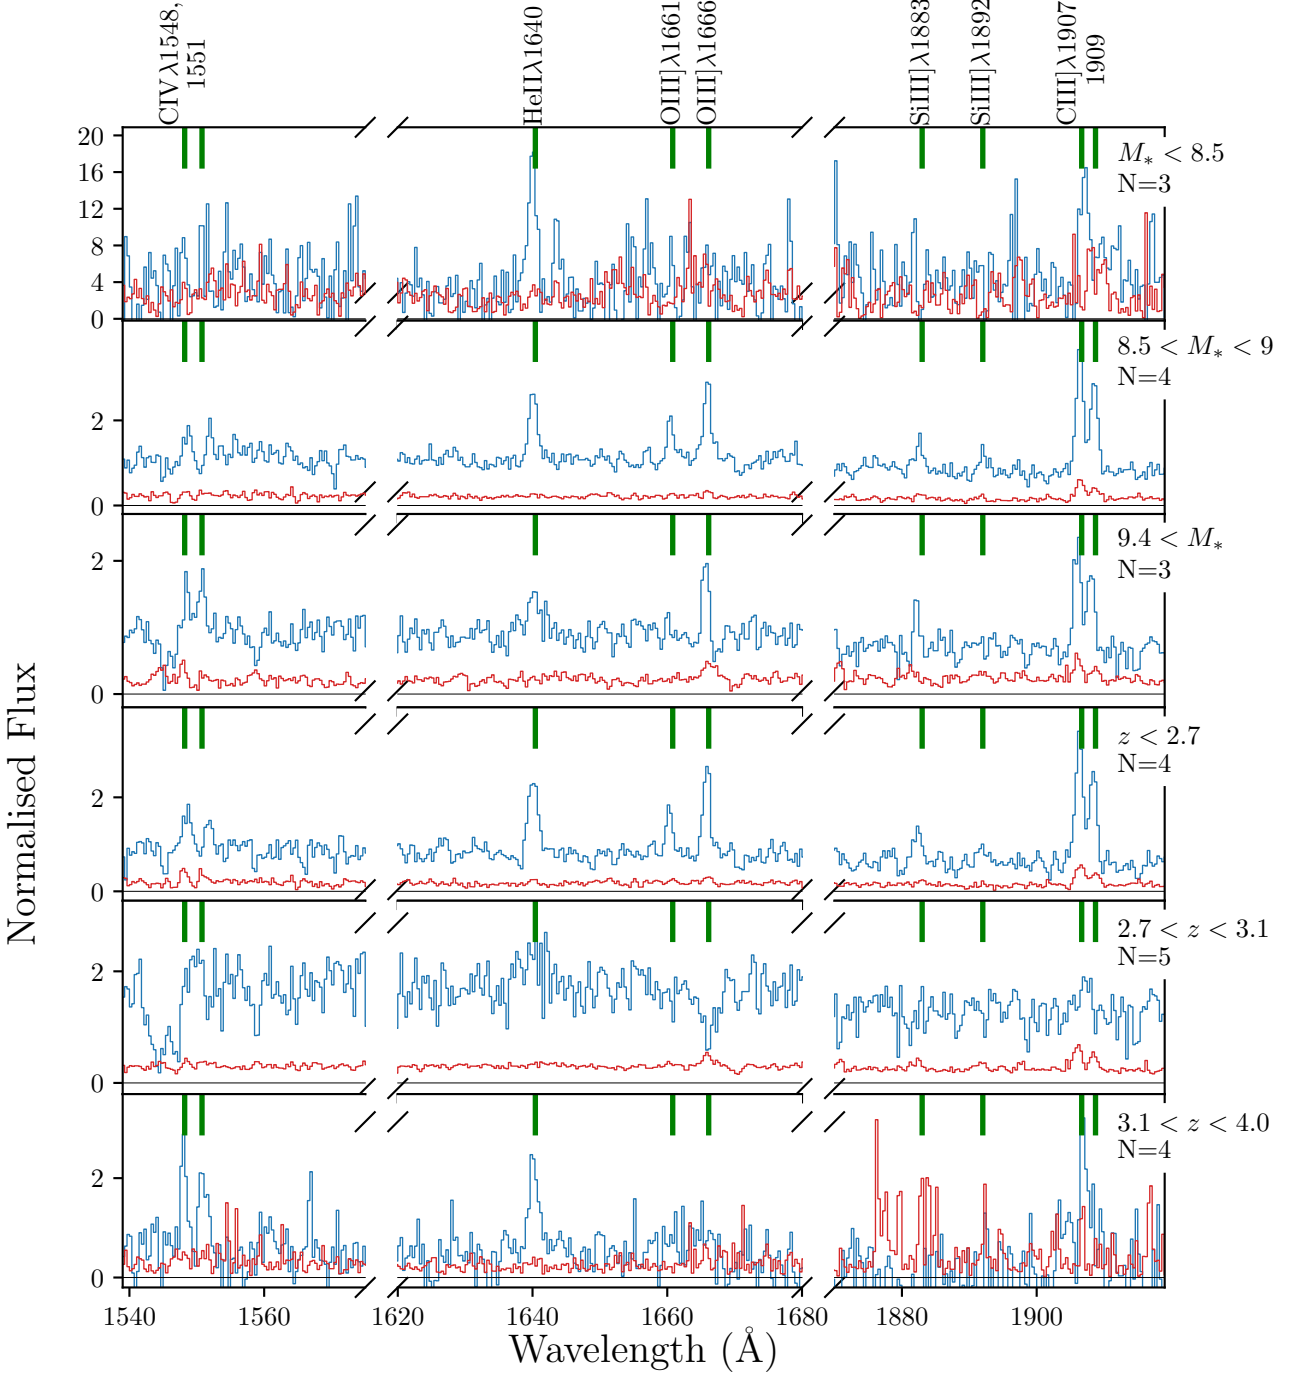 CIVλ1548,
1551
HeIIλ1640
OIII]λ1661
OIII]λ1666
SiIII]λ1883
SiIII]λ1892
CIII]λ1907
1909
20
16
12
8
4
0
M* < 8.5
N=3
2
0
8.5 < M* < 9
N=4
2
0
9.4 < M*
N=3
2
0
z < 2.7
N=4
2
0
2.7 < z < 3.1
N=5
2
0
3.1 < z < 4.0
N=4
1540
1560
1620
1640
1660
1680
1880
1900
Wavelength (Å)
Normalised Flux